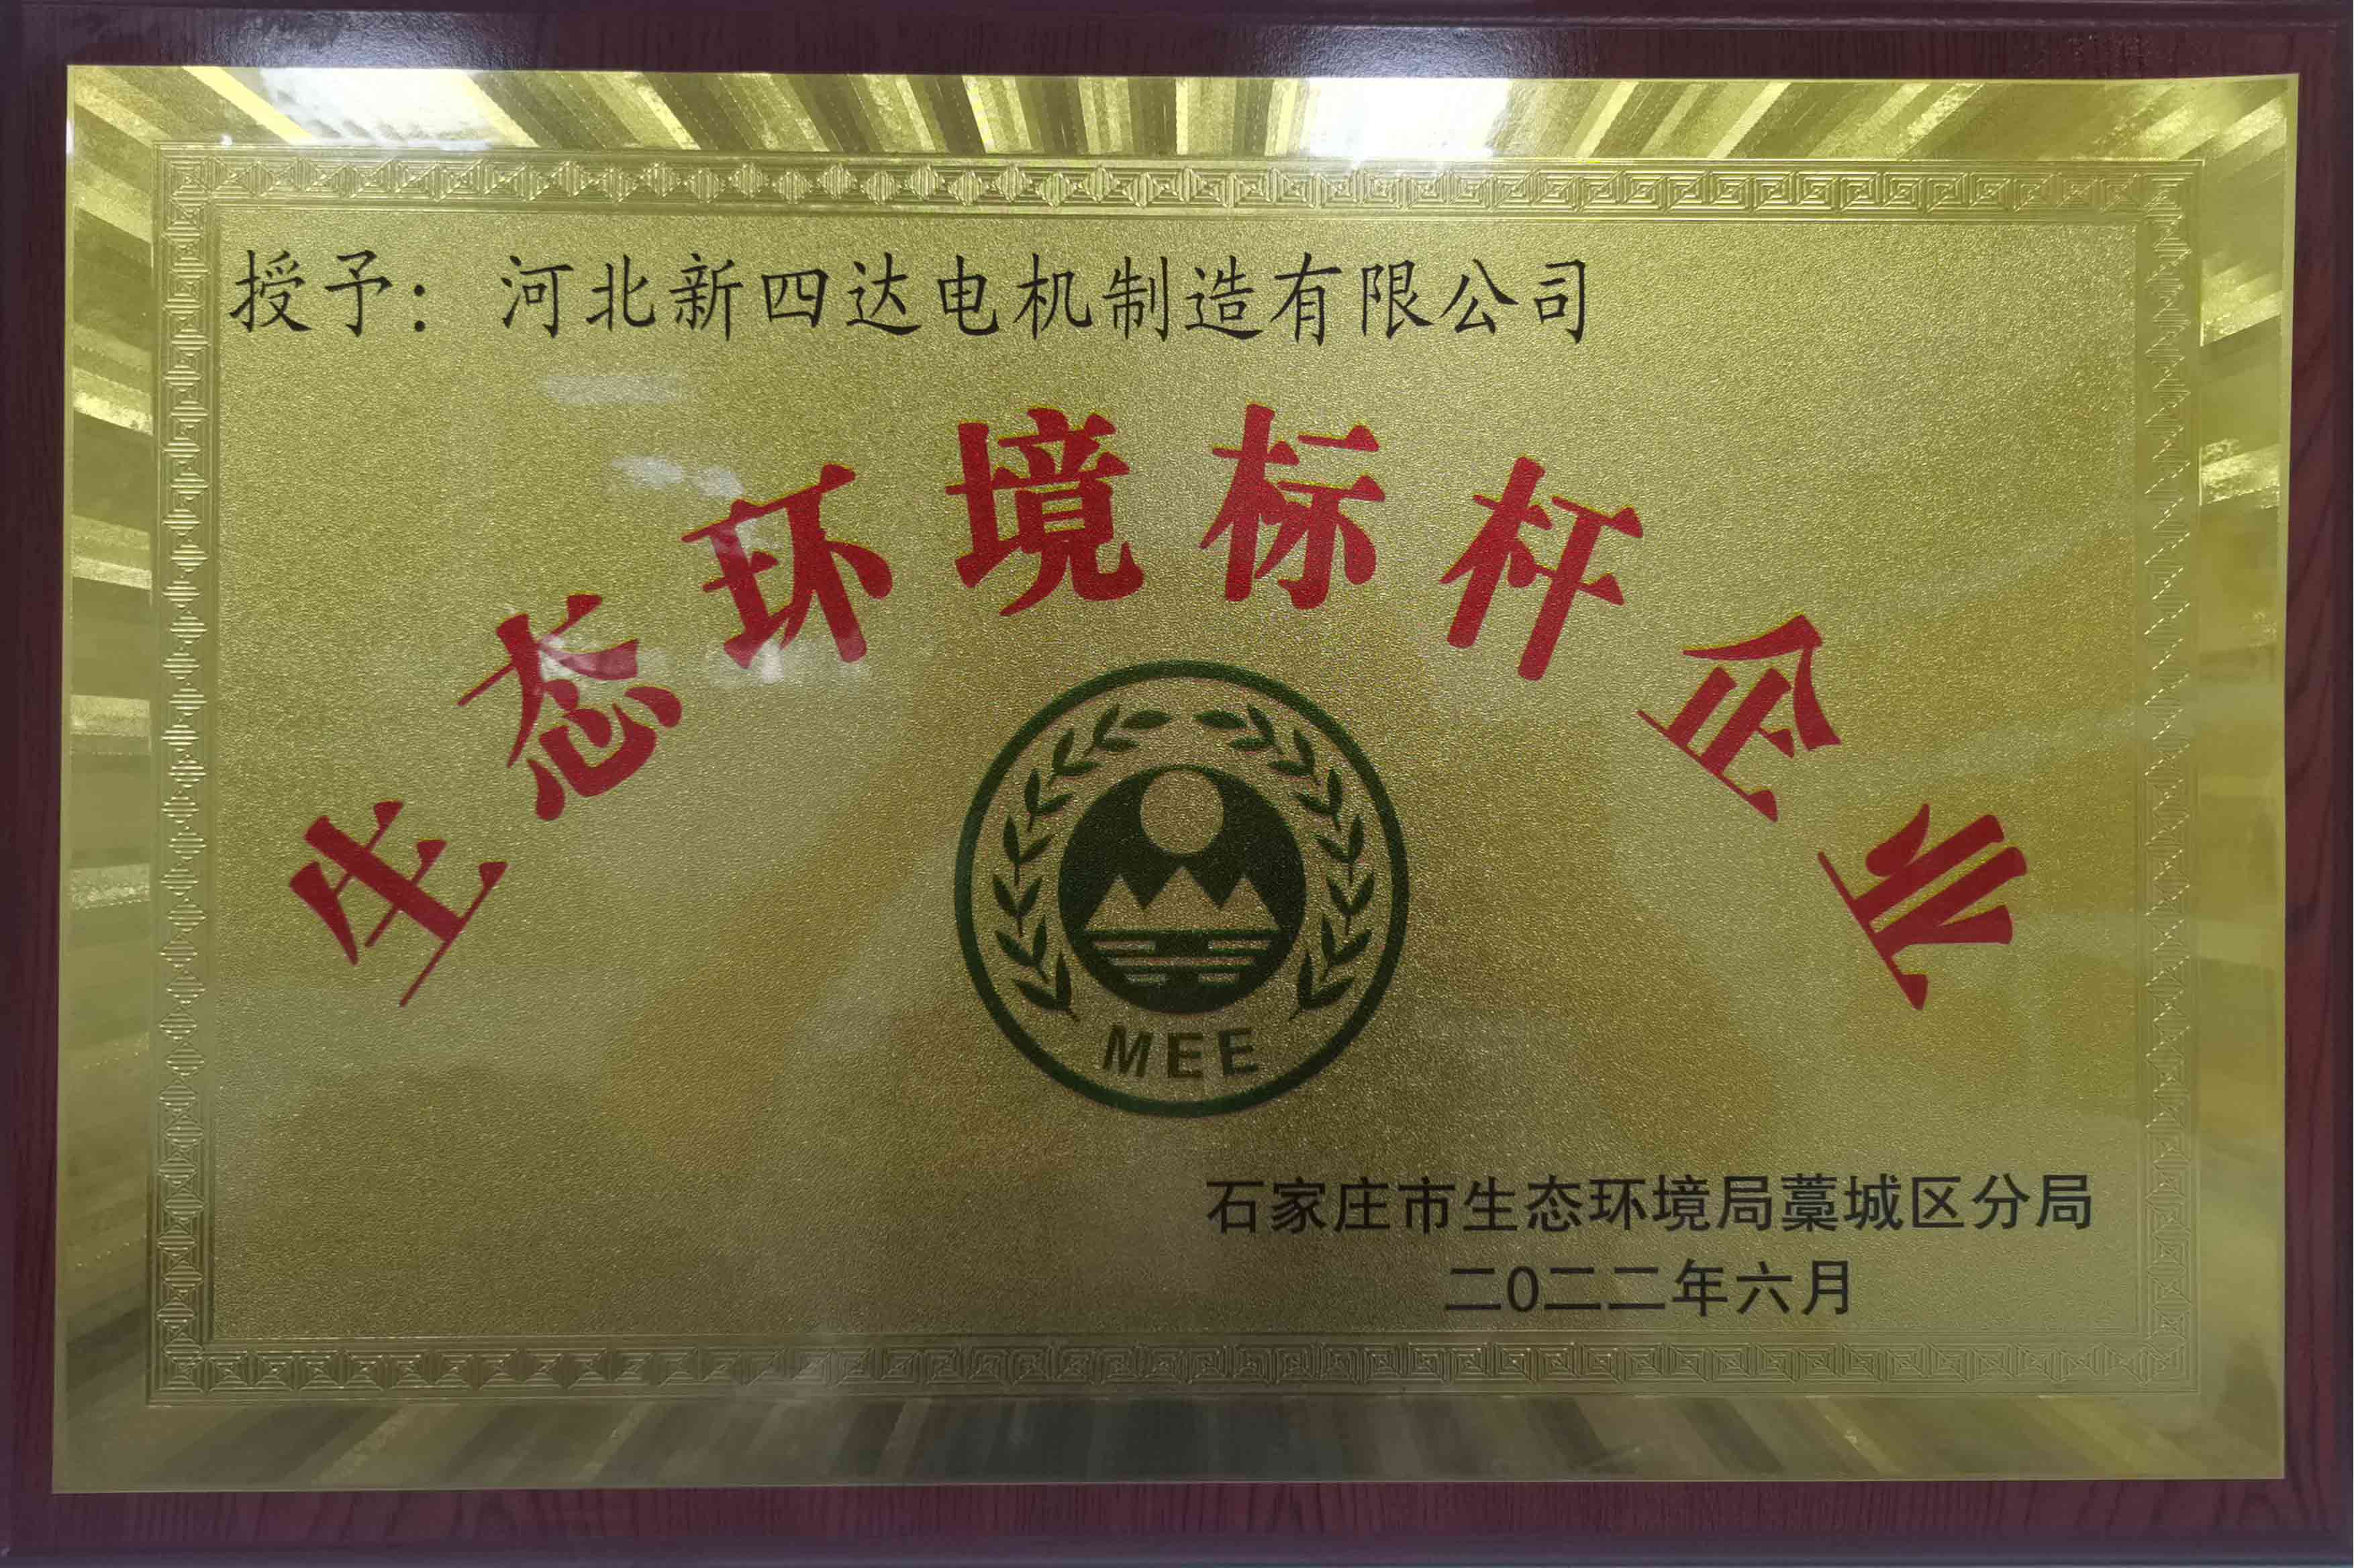 授予：河北新四达电机制造有限公司
生态环境标杆企业
MEE
石家庄市生态环境局藁城区分局
二0二二年六月